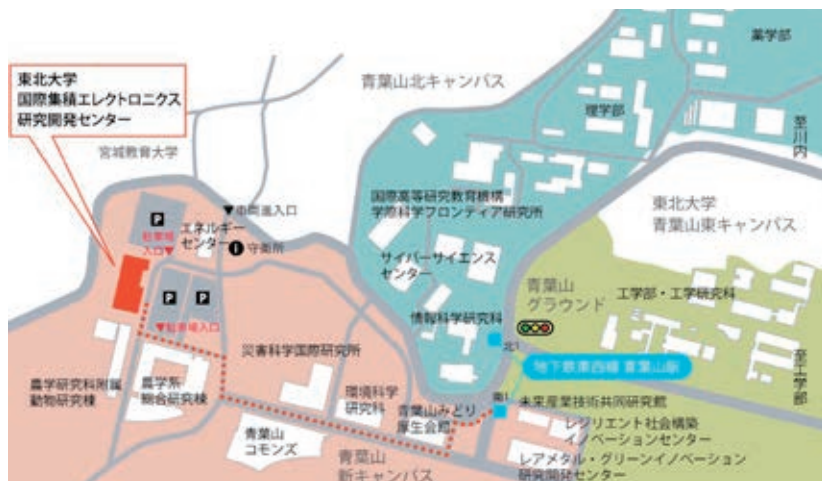 東北大学
国際集積エレクトロニクス
研究開発センター
宮城教育大学
青葉山北キャンパス
薬学部
理学部
至川内
国際高等研究教育機構
学際科学フロンティア研究所
東北大学
青葉山東キャンパス
P
駐車場
入口▼
エネルギー
センター
▼車両進入口
守衛所
P P
▼駐車場入口
サイバーサイエンス
センター
青葉山
グラウンド
工学部・工学研究科
情報科学研究科
北1
地下鉄東西線 青葉山駅
至工学部
災害科学国際研究所
農学研究科附属
動物研究棟
農学系
総合研究棟
環境科学
研究科
青葉山みどり
厚生会館
南1
未来産業技術共同研究館
レジリエント社会構築
イノベーションセンター
青葉山
コモンズ
青葉山
新キャンパス
レアメタル・グリーンイノベーション
研究開発センター